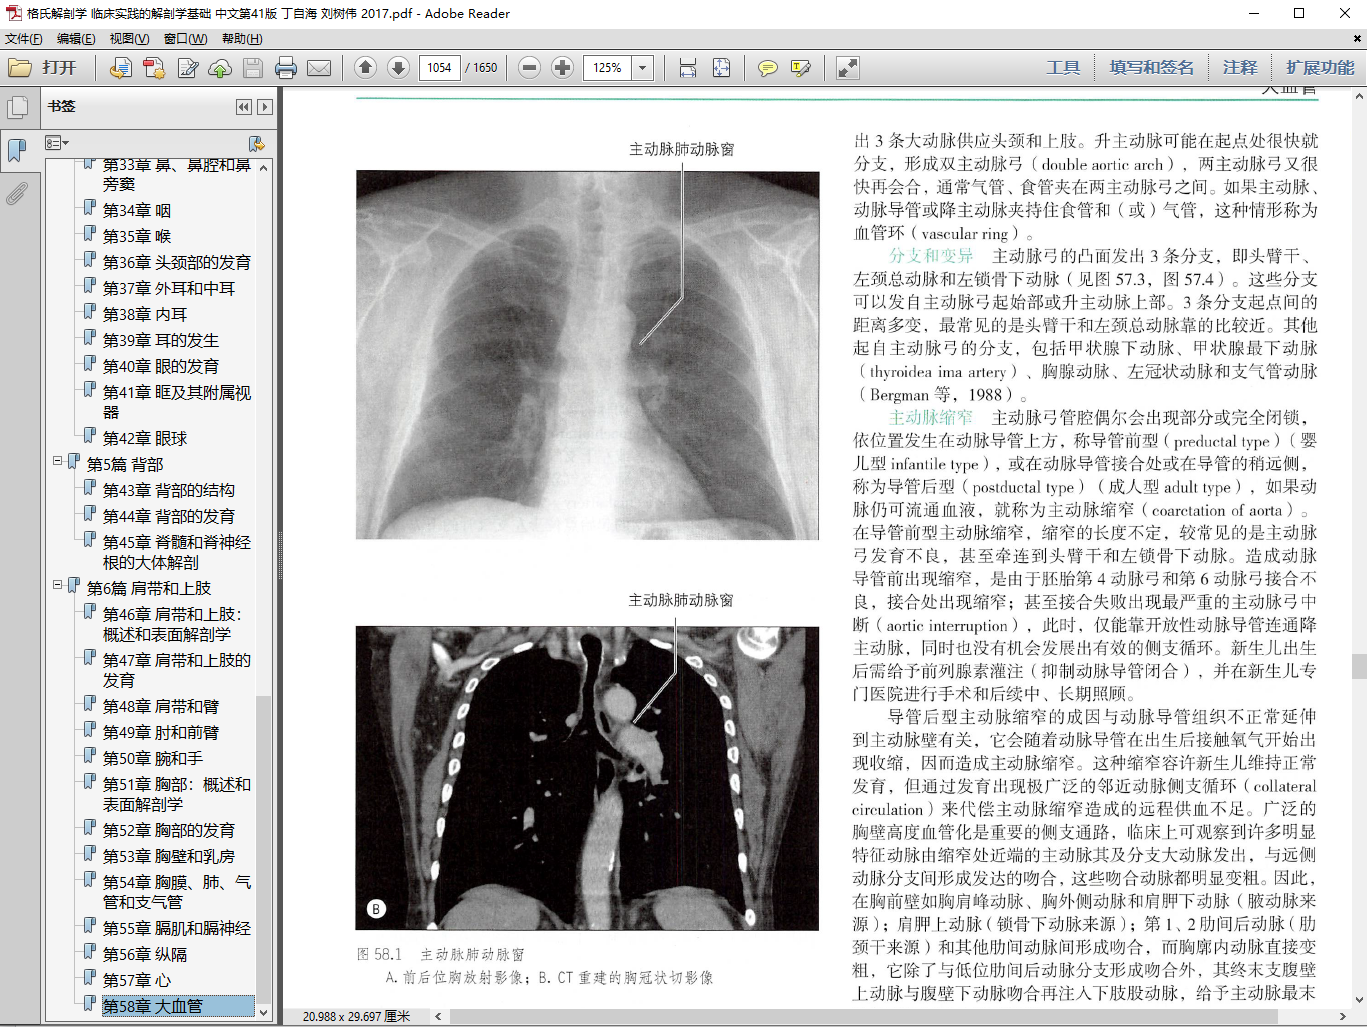 格氏解剖学 临床实践的解剖学基础 中文第41版 丁自海 刘树伟 2017.pdf - Adobe Reader
文件(F) 编辑(E) 视图(V) 窗口(W) 帮助(H)
打开 1054 / 1650 125% 工具 填写和签名 注释 扩展功能
书签
第33章 鼻、鼻腔和鼻
旁窦
第34章 咽
第35章 喉
第36章 头颈部的发育
第37章 外耳和中耳
第38章 内耳
第39章 耳的发生
第40章 眼的发育
第41章 眶及其附属视
器
第42章 眼球
第5篇 背部
第43章 背部的结构
第44章 背部的发育
第45章 脊髓和脊神经
根的大体解剖
第6篇 肩带和上肢
第46章 肩带和上肢：
概述和表面解剖学
第47章 肩带和上肢的
发育
第48章 肩带和臂
第49章 肘和前臂
第50章 腕和手
第51章 胸部：概述和
表面解剖学
第52章 胸部的发育
第53章 胸壁和乳房
第54章 胸膜、肺、气
管和支气管
第55章 膈肌和膈神经
第56章 纵隔
第57章 心
第58章 大血管
大血管
主动脉肺动脉窗
主动脉肺动脉窗
B
图 58.1 主动脉肺动脉窗
A. 前后位胸放射影像；B. CT 重建的胸冠状切影像
出 3 条大动脉供应头颈和上肢。升主动脉可能在起点处很快就
分支，形成双主动脉弓（double aortic arch），两主动脉弓又很
快再会合，通常气管、食管夹在两主动脉弓之间。如果主动脉、
动脉导管或降主动脉夹持住食管和（或）气管，这种情形称为
血管环（vascular ring）。
分支和变异 主动脉弓的凸面发出 3 条分支，即头臂干、
左颈总动脉和左锁骨下动脉（见图 57.3，图 57.4）。这些分支
可以发自主动脉弓起始部或升主动脉上部。3 条分支起点间的
距离多变，最常见的是头臂干和左颈总动脉靠的比较近。其他
起自主动脉弓的分支，包括甲状腺下动脉、甲状腺最下动脉
（thyroidea ima artery）、胸腺动脉、左冠状动脉和支气管动脉
（Bergman 等，1988）。
主动脉缩窄 主动脉弓管腔偶尔会出现部分或完全闭锁，
依位置发生在动脉导管上方，称导管前型（preductal type）（婴
儿型 infantile type），或在动脉导管接合处或在导管的稍远侧，
称为导管后型（postductal type）（成人型 adult type），如果动
脉仍可流通血液，就称为主动脉缩窄（coarctation of aorta）。
在导管前型主动脉缩窄，缩窄的长度不定，较常见的是主动脉
弓发育不良，甚至牵连到头臂干和左锁骨下动脉。造成动脉
导管前出现缩窄，是由于胚胎第 4 动脉弓和第 6 动脉弓接合不
良，接合处出现缩窄；甚至接合失败出现最严重的主动脉弓中
断（aortic interruption），此时，仅能靠开放性动脉导管连通降
主动脉，同时也没有机会发展出有效的侧支循环。新生儿出生
后需给予前列腺素灌注（抑制动脉导管闭合），并在新生儿专
门医院进行手术和后续中、长期照顾。
导管后型主动脉缩窄的成因与动脉导管组织不正常延伸
到主动脉壁有关，它会随着动脉导管在出生后接触氧气开始出
现收缩，因而造成主动脉缩窄。这种缩窄容许新生儿维持正常
发育，但通过发育出现极广泛的邻近动脉侧支循环（collateral
circulation）来代偿主动脉缩窄造成的远程供血不足。广泛的
胸壁高度血管化是重要的侧支通路，临床上可观察到许多明显
特征动脉由缩窄处近端的主动脉其及分支大动脉发出，与远侧
动脉分支间形成发达的吻合，这些吻合动脉都明显变粗。因此，
在胸前壁如胸肩峰动脉、胸外侧动脉和肩胛下动脉（腋动脉来
源）；肩胛上动脉（锁骨下动脉来源）；第 1、2 肋间后动脉（肋
颈干来源）和其他肋间动脉间形成吻合，而胸廓内动脉直接变
粗，它除了与低位肋间后动脉分支形成吻合外，其终末支腹壁
上动脉与腹壁下动脉吻合再注入下肢股动脉，给予主动脉最末
20.988 x 29.697 厘米